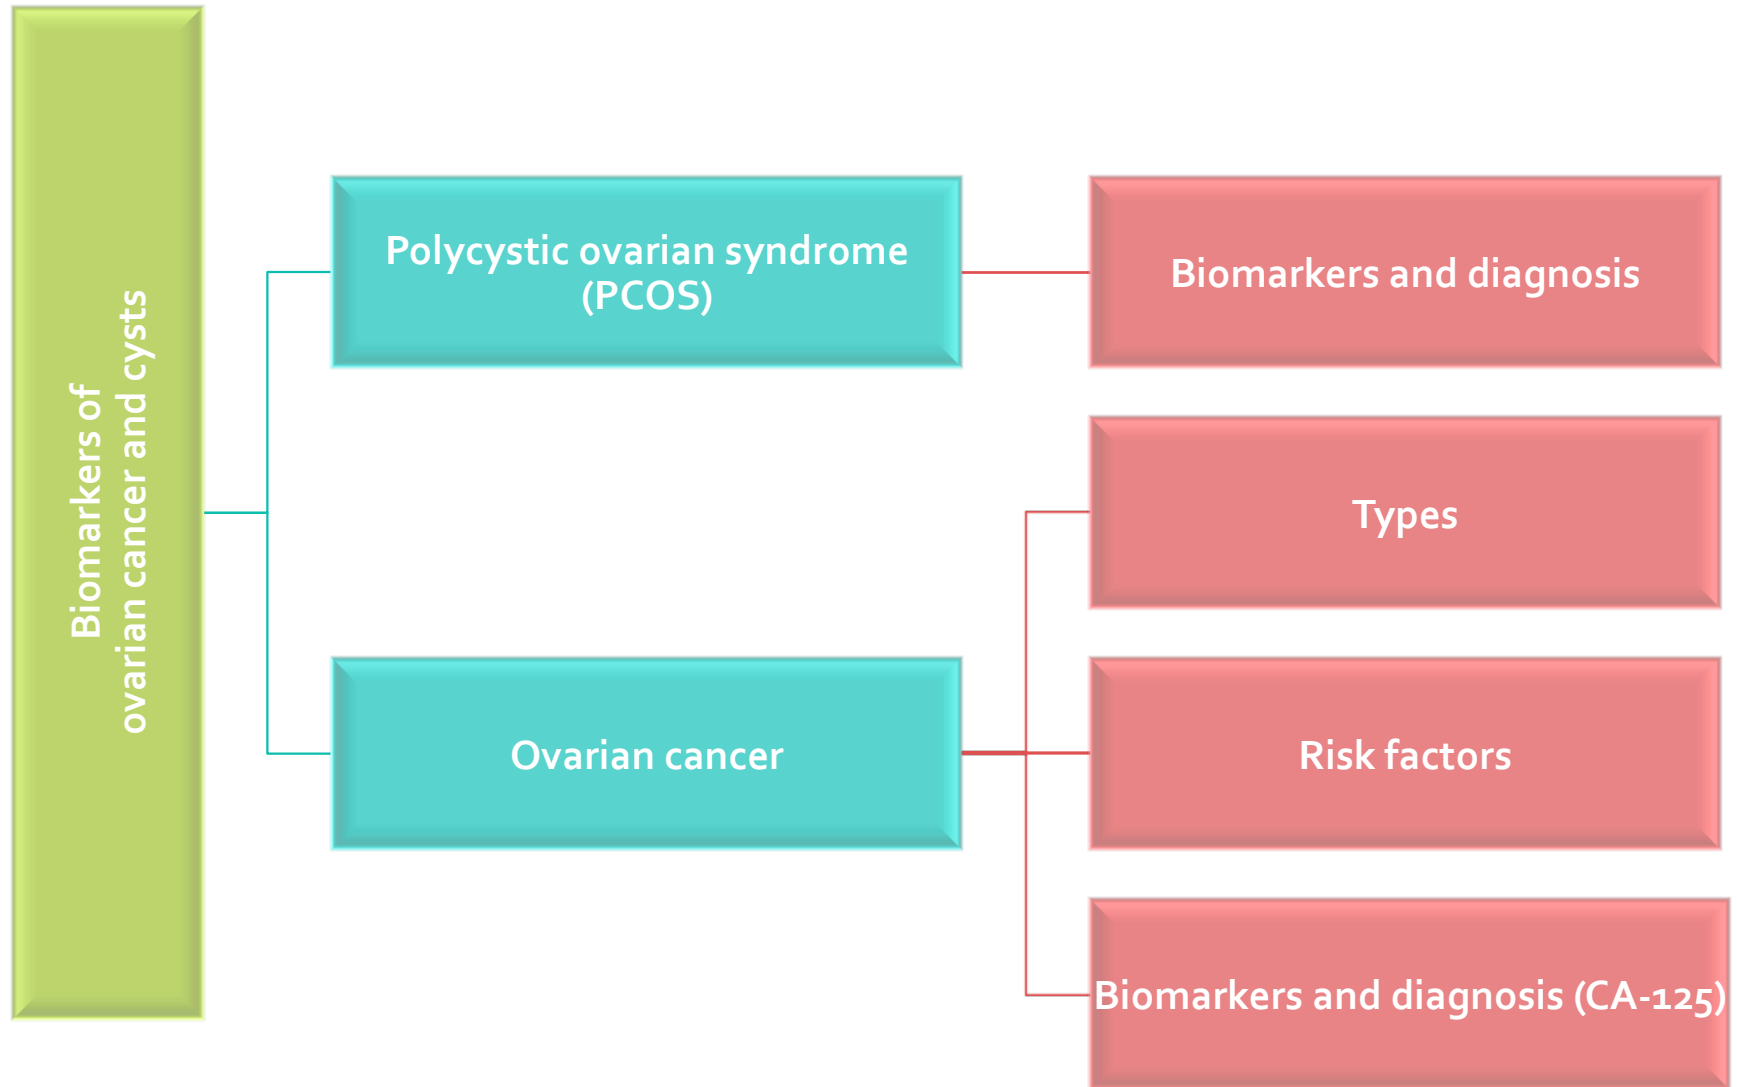 Biomarkers of
ovarian cancer and cysts
Polycystic ovarian syndrome
(PCOS)
Biomarkers and diagnosis
Ovarian cancer
Types
Risk factors
Biomarkers and diagnosis (CA-125)